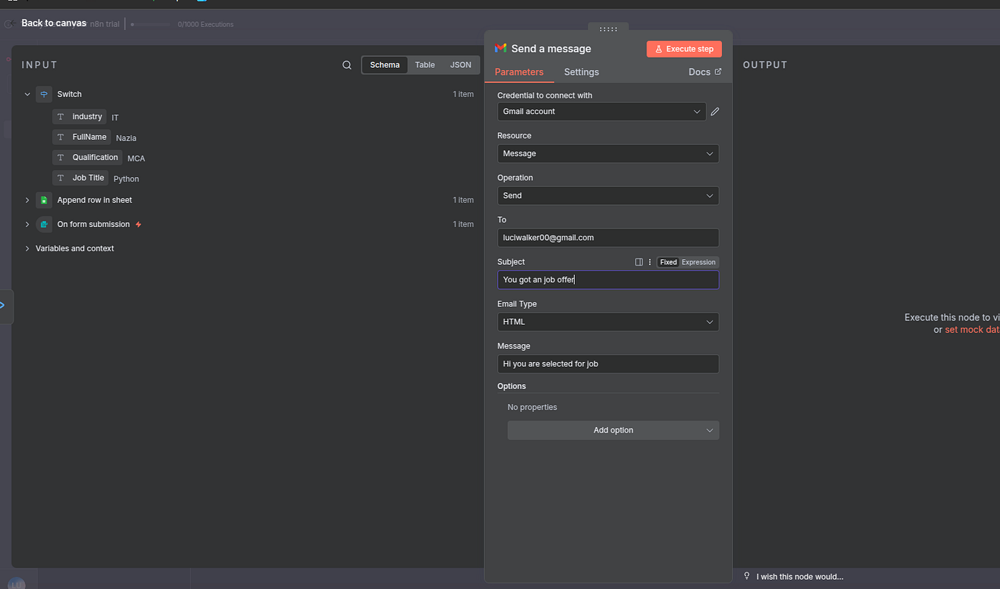 Back to canvas n8n trial 0/1000 Executions
INPUT
Schema Table JSON
Switch 1 item
T industry IT
T FullName Nazia
T Qualification MCA
T Job Title Python
Append row in sheet 1 item
On form submission 1 item
Variables and context
Send a message
Execute step
Parameters Settings Docs
Credential to connect with
Gmail account
Resource
Message
Operation
Send
To
luciwalker00@gmail.com
Subject Fixed Expression
You got an job offer
Email Type
HTML
Message
Hi you are selected for job
Options
No properties
Add option
OUTPUT
Execute this node to vi
or set mock dat
I wish this node would...
LU